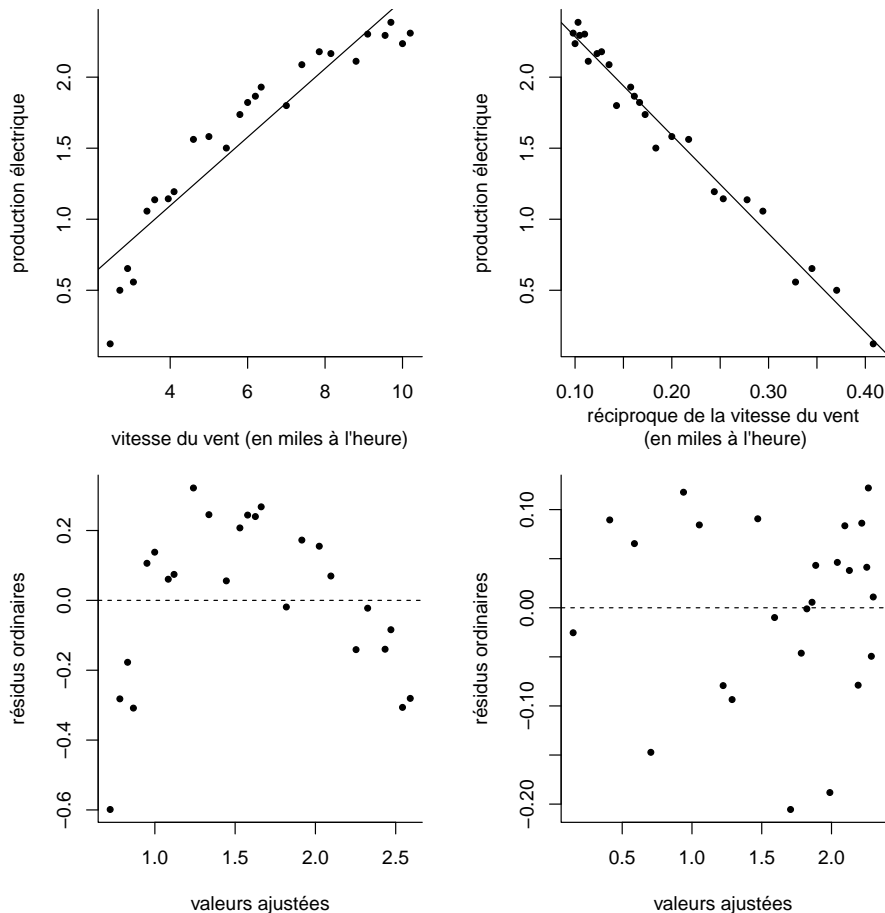 production électrique
0.5 1.0 1.5 2.0
4 6 8 10
vitesse du vent (en miles à l'heure)
production électrique
0.5 1.0 1.5 2.0
0.10 0.20 0.30 0.40
réciproque de la vitesse du vent
(en miles à l'heure)
résidus ordinaires
−0.6 −0.4 −0.2 0.0 0.2
1.0 1.5 2.0 2.5
valeurs ajustées
résidus ordinaires
−0.20 −0.10 0.00 0.10
0.5 1.0 1.5 2.0
valeurs ajustées